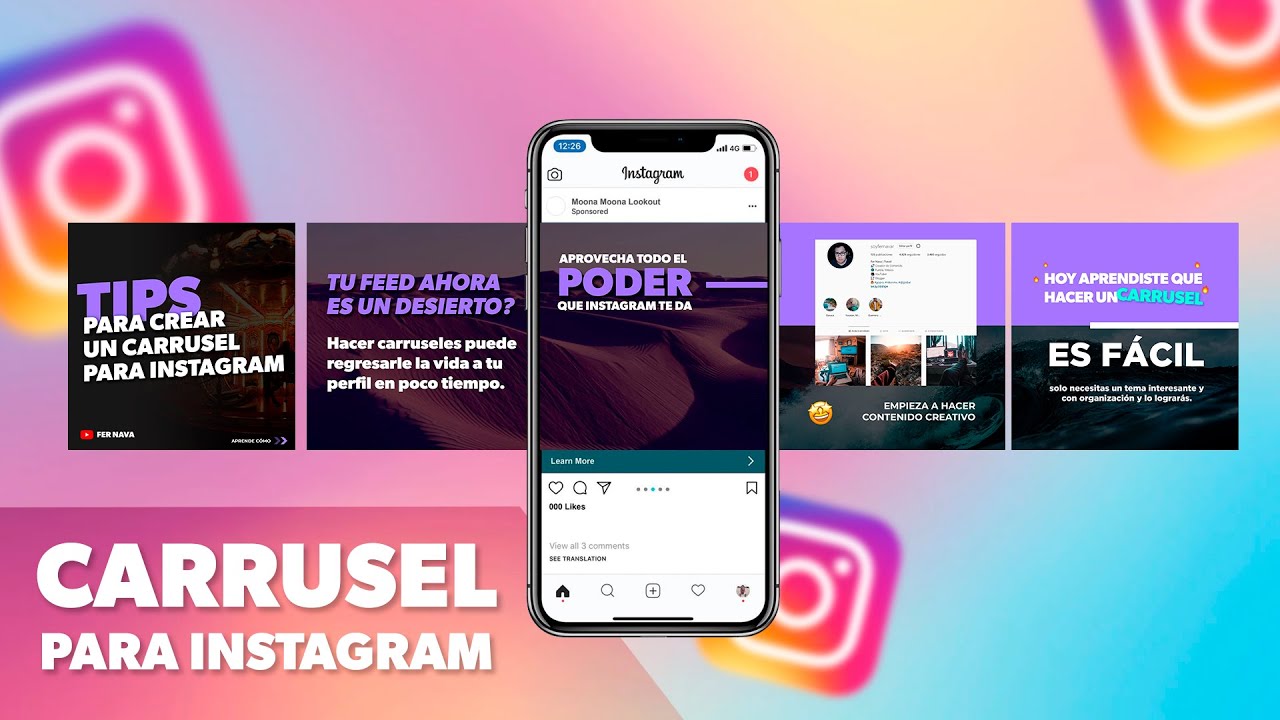 TIPS
PARA CREAR
UN CARRUSEL
PARA INSTAGRAM
FER NAVA
APRENDE CÓMO
TU FEED AHORA
ES UN DESIERTO?
Hacer carruseles puede
regresarle la vida a tu
perfil en poco tiempo.
12:26
4G
Instagram
1
Moona Moona Lookout
Sponsored
APROVECHA TODO EL
PODER
QUE INSTAGRAM TE DA
Learn More
000 Likes
View all 3 comments
SEE TRANSLATION
EMPIEZA A HACER
CONTENIDO CREATIVO
HOY APRENDISTE QUE
HACER UN CARRUSEL
ES FÁCIL
solo necesitas un tema interesante y
con organización y lo lograrás.
CARRUSEL
PARA INSTAGRAM